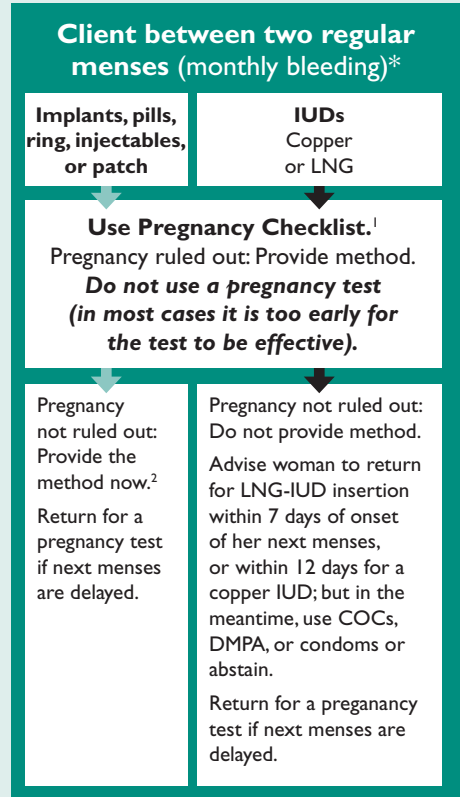 Client between two regular
menses (monthly bleeding)*
Implants, pills,
ring, injectables,
or patch
IUDs
Copper
or LNG
Use Pregnancy Checklist.¹
Pregnancy ruled out: Provide method.
Do not use a pregnancy test
(in most cases it is too early for
the test to be effective).
Pregnancy
not ruled out:
Provide the
method now.²
Return for a
pregnancy test
if next menses
are delayed.
Pregnancy not ruled out:
Do not provide method.
Advise woman to return
for LNG-IUD insertion
within 7 days of onset
of her next menses,
or within 12 days for a
copper IUD; but in the
meantime, use COCs,
DMPA, or condoms or
abstain.
Return for a preganancy
test if next menses are
delayed.